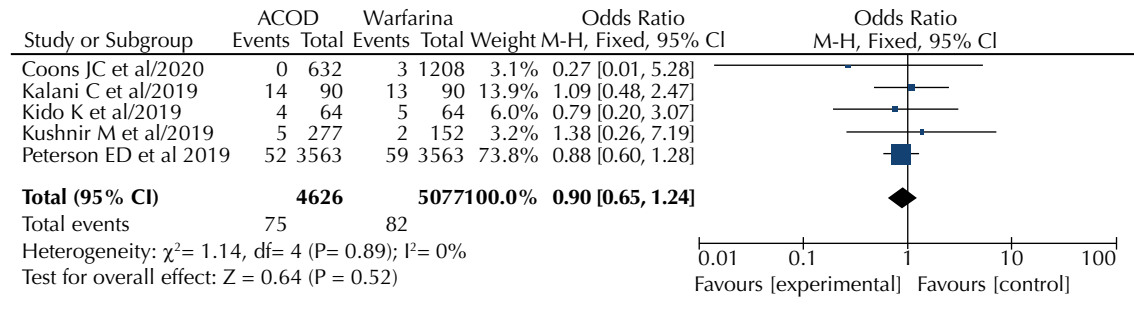 ACOD Warfarina Odds Ratio Odds Ratio
Study or Subgroup Events Total Events Total Weight M-H, Fixed, 95% CI M-H, Fixed, 95% CI
Coons JC et al/2020 0 632 3 1208 3.1% 0.27 [0.01, 5.28]
Kalani C et al/2019 14 90 13 90 13.9% 1.09 [0.48, 2.47]
Kido K et al/2019 4 64 5 64 6.0% 0.79 [0.20, 3.07]
Kushnir M et al/2019 5 277 2 152 3.2% 1.38 [0.26, 7.19]
Peterson ED et al 2019 52 3563 59 3563 73.8% 0.88 [0.60, 1.28]
Total (95% CI) 4626 5077 100.0% 0.90 [0.65, 1.24]
Total events 75 82
Heterogeneity: χ²= 1.14, df= 4 (P= 0.89); I²= 0%
Test for overall effect: Z = 0.64 (P = 0.52)
0.01 0.1 1 10 100
Favours [experimental] Favours [control]